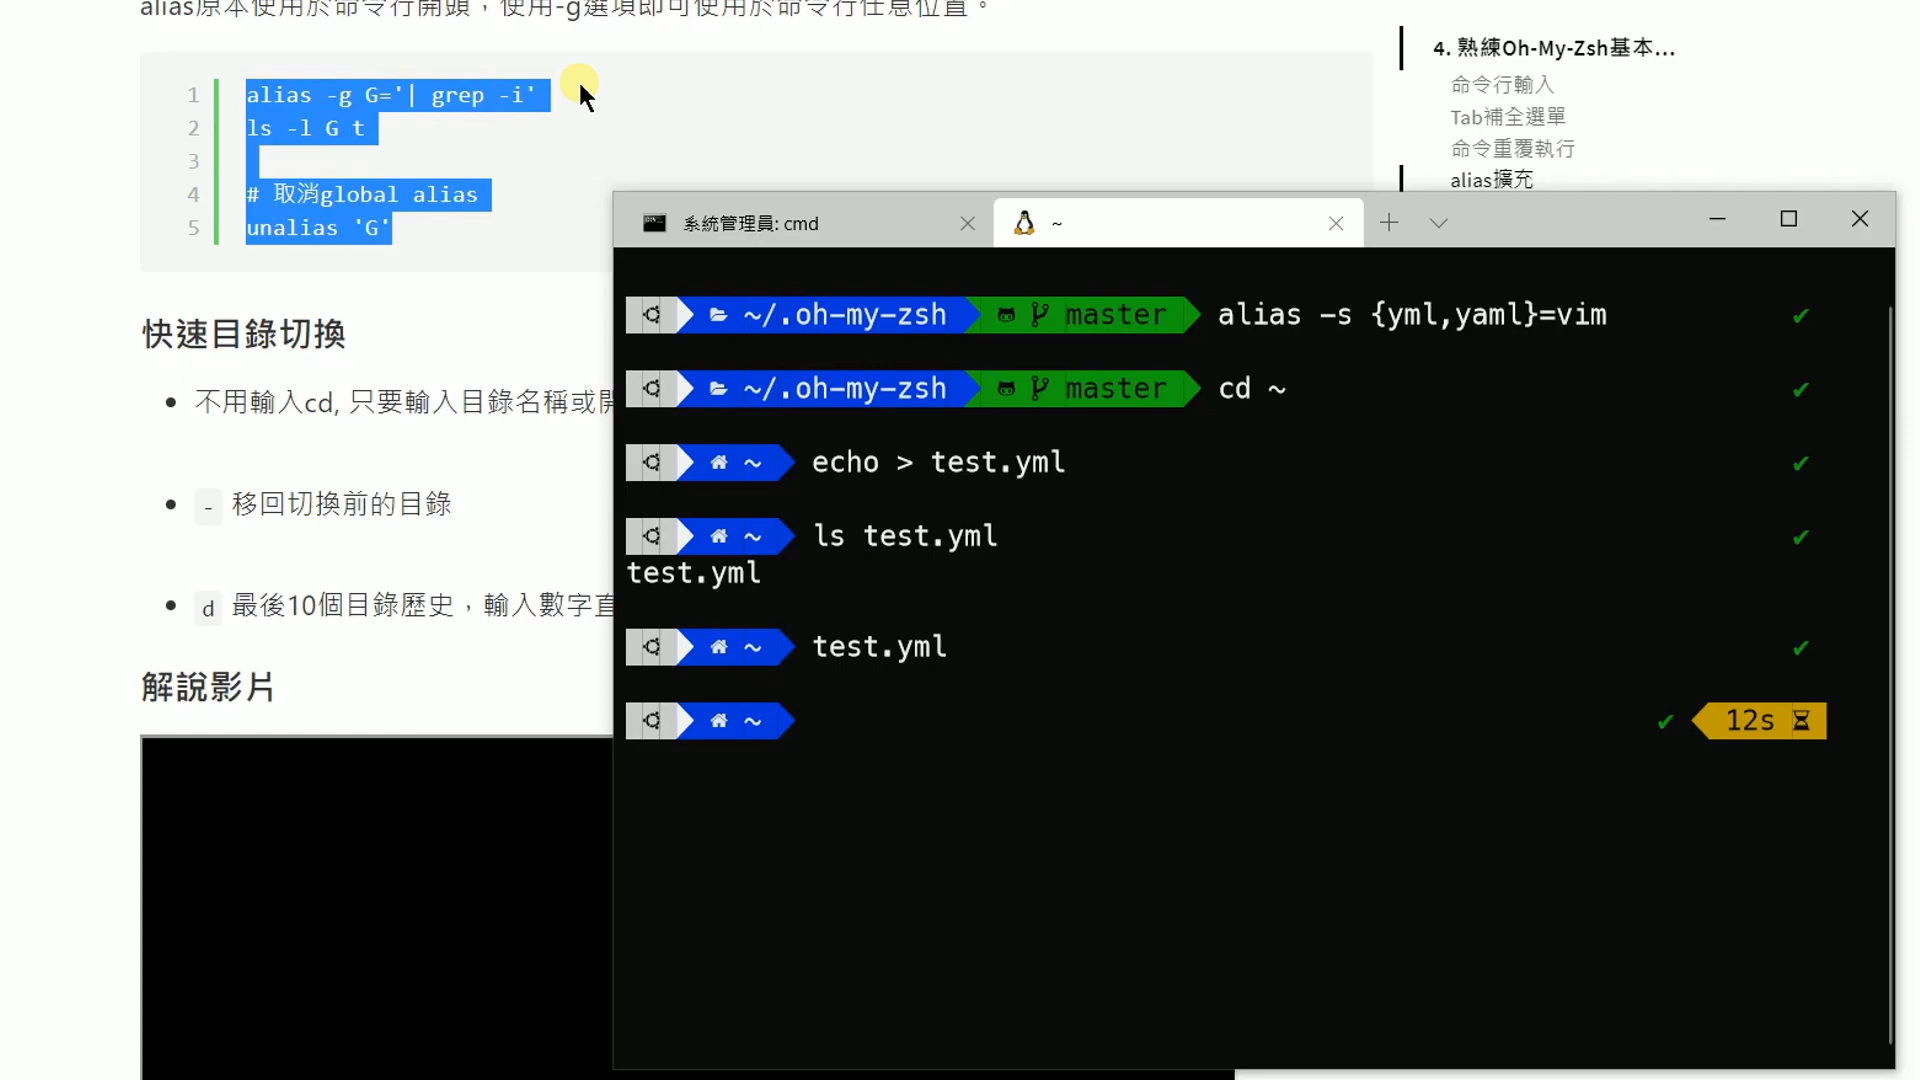 alias原本使用於命令行開頭，使用-g選項即可使用於命令行任意位置。
1 alias -g G='| grep -i'
2 ls -l G t
3
4 # 取消global alias
5 unalias 'G'
快速目錄切換
不用輸入cd, 只要輸入目錄名稱或開
- 移回切換前的目錄
d 最後10個目錄歷史，輸入數字直
解說影片
4. 熟練Oh-My-Zsh基本...
命令行輸入
Tab補全選單
命令重覆執行
alias擴充
系統管理員: cmd
~
~/.oh-my-zsh master alias -s {yml,yaml}=vim
~/.oh-my-zsh master cd ~
~ echo > test.yml
~ ls test.yml
test.yml
~ test.yml
~ 12s